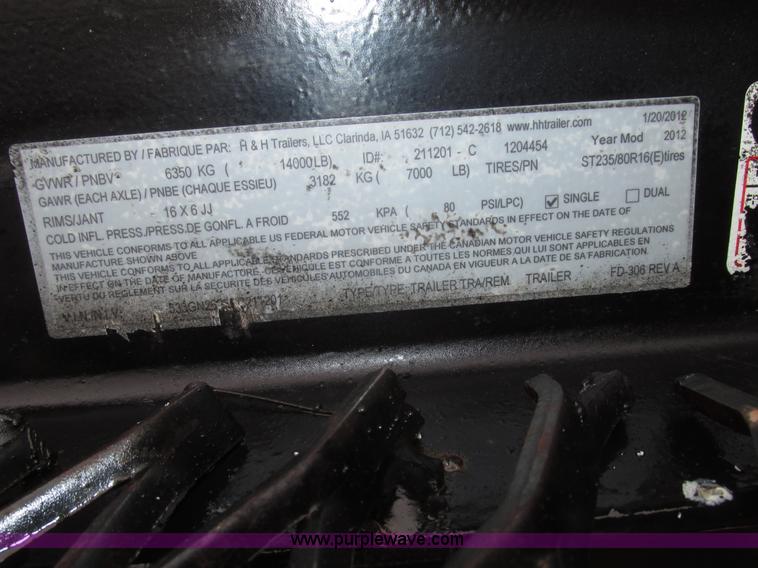 MANUFACTURED BY / FABRIQUE PAR: H & H Trailers, LLC Clarinda, IA 51632 (712) 542-2618 www.hhtrailer.com 1/20/2012
GVWR / PNBV 6350 KG ( 14000LB) ID#: 211201 - C 1204454 Year Mod 2012
GAWR (EACH AXLE) / PNBE (CHAQUE ESSIEU) 3182 KG ( 7000 LB) TIRES/PN ST235/80R16(E)tires
RIMS/JANT - 16 X 6 JJ
COLD INFL. PRESS./PRESS.DE GONFL. A FROID 552 KPA ( 80 PSI/LPC) SINGLE DUAL
THIS VEHICLE CONFORMS TO ALL APPLICABLE US FEDERAL MOTOR VEHICLE SAFETY STANDARDS IN EFFECT ON THE DATE OF
MANUFACTURE SHOWN ABOVE.
THIS VEHICLE CONFORMS TO ALL APPLICABLE STANDARDS PRESCRIBED UNDER THE CANADIAN MOTOR VEHICLE SAFETY REGULATIONS
IN EFFECT ON THE DATE OF MANUFACTURE. CE VEHICULE EST CONFORME A TOUTES LES NORMES QUI LUI SONT APPLICABLES EN
VERTU DU REGLEMENT SUR LA SECURITE DES VEHICULES AUTOMOBILES DU CANADA EN VIGUEUR A LA DATE DE SA FABRICATION.
V.I.N./N.I.V.: TYPE/TYPE: TRAILER TRA/REM. TRAILER FD-306 REV A
www.purplewave.com